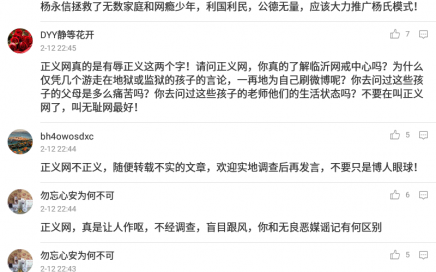 杨永信拯救了无数家庭和网瘾少年，利国利民，公德无量，应该大力推广杨氏模式！
DYY静等花开
7
2-12 22:45
正义网真的是有辱正义这两个字！请问正义网，你真的了解临沂网戒中心吗？为什么
仅凭几个游走在地狱或监狱的孩子的言论，一再地为自己刷微博呢？你去问过这些孩
子的父母是多么痛苦吗？你去问过这些孩子的老师他们的生活状态吗？不要在叫正义
网了，叫无耻网最好！
bh4owosdxc
5
2-12 22:44
正义网不正义，随便转载不实的文章，欢迎实地调查后再发言，不要只是博人眼球！
勿忘心安为何不可
6
2-12 22:44
正义网，真是让人作呕，不经调查，盲目跟风，你和无良恶媒谣记有何区别
勿忘心安为何不可
5
2-12 22:43